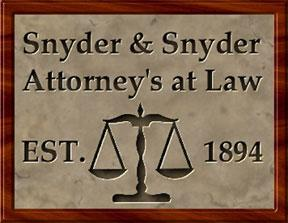 Snyder & Snyder
Attorney's at Law
EST. 1894